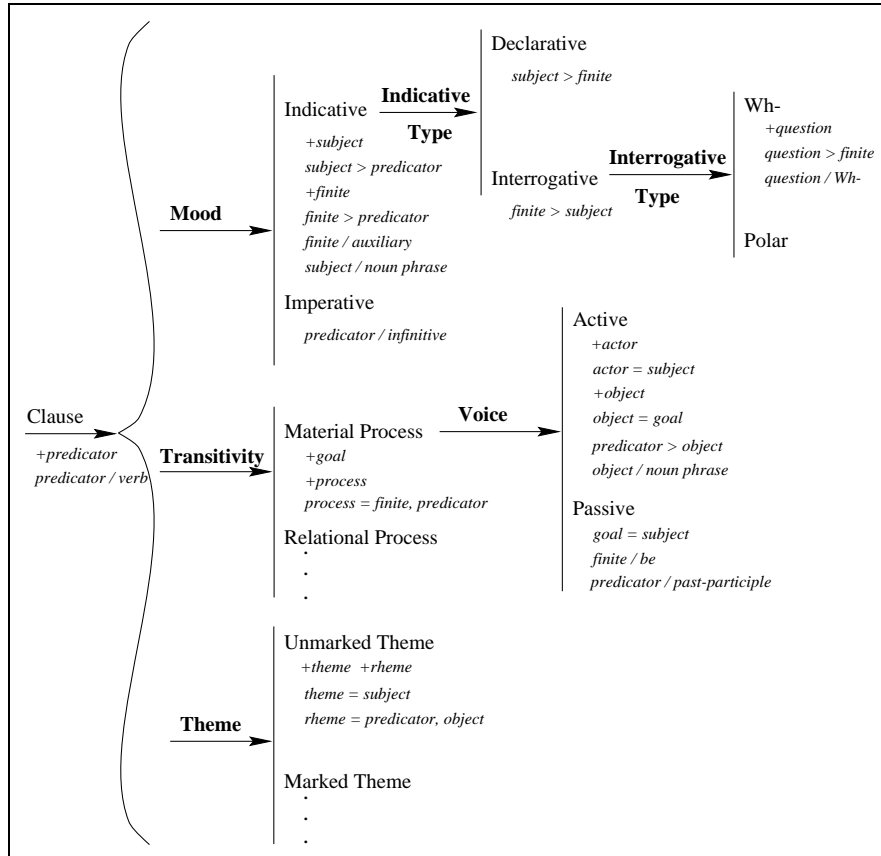 Clause
+predicator
predicator / verb
Mood
Indicative
+subject
subject > predicator
+finite
finite > predicator
finite / auxiliary
subject / noun phrase
Imperative
predicator / infinitive
Indicative
Type
Declarative
subject > finite
Interrogative
finite > subject
Interrogative
Type
Wh-
+question
question > finite
question / Wh-
Polar
Transitivity
Material Process
+goal
+process
process = finite, predicator
Relational Process
.
.
.
Voice
Active
+actor
actor = subject
+object
object = goal
predicator > object
object / noun phrase
Passive
goal = subject
finite / be
predicator / past-participle
Theme
Unmarked Theme
+theme +rheme
theme = subject
rheme = predicator, object
Marked Theme
.
.
.